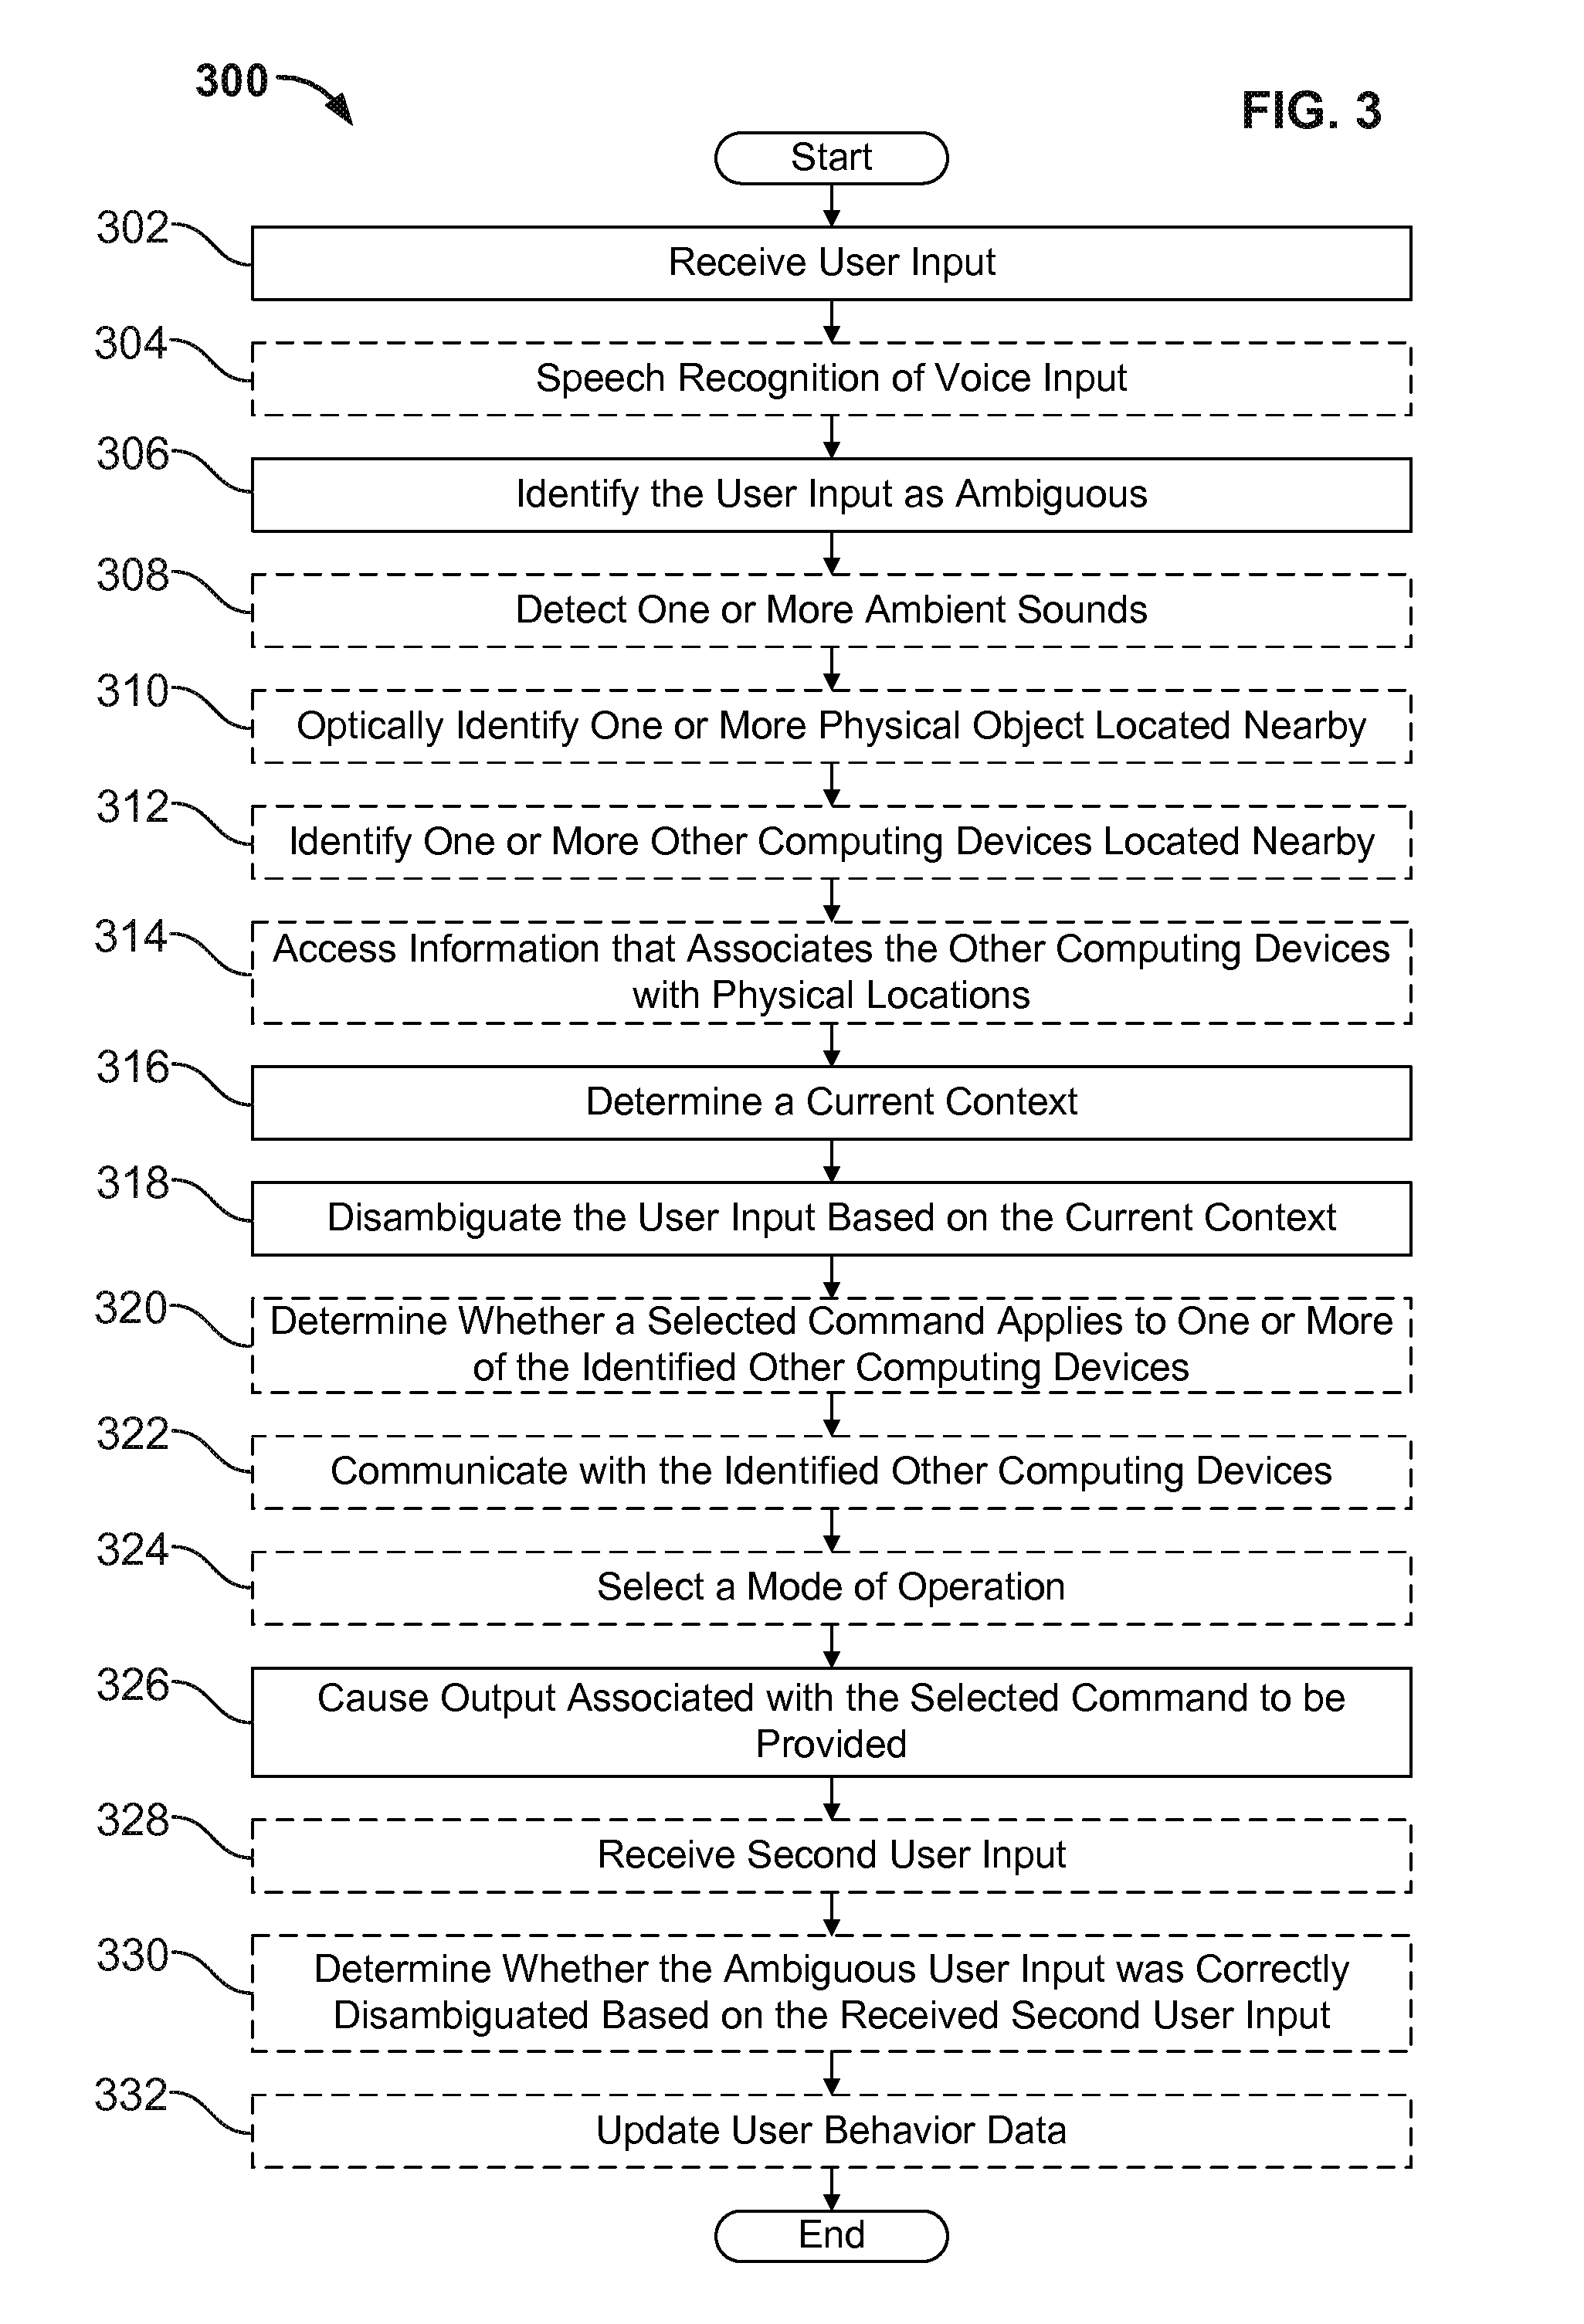 300
FIG. 3
Start
302
Receive User Input
304
Speech Recognition of Voice Input
306
Identify the User Input as Ambiguous
308
Detect One or More Ambient Sounds
310
Optically Identify One or More Physical Object Located Nearby
312
Identify One or More Other Computing Devices Located Nearby
314
Access Information that Associates the Other Computing Devices
with Physical Locations
316
Determine a Current Context
318
Disambiguate the User Input Based on the Current Context
320
Determine Whether a Selected Command Applies to One or More
of the Identified Other Computing Devices
322
Communicate with the Identified Other Computing Devices
324
Select a Mode of Operation
326
Cause Output Associated with the Selected Command to be
Provided
328
Receive Second User Input
330
Determine Whether the Ambiguous User Input was Correctly
Disambiguated Based on the Received Second User Input
332
Update User Behavior Data
End